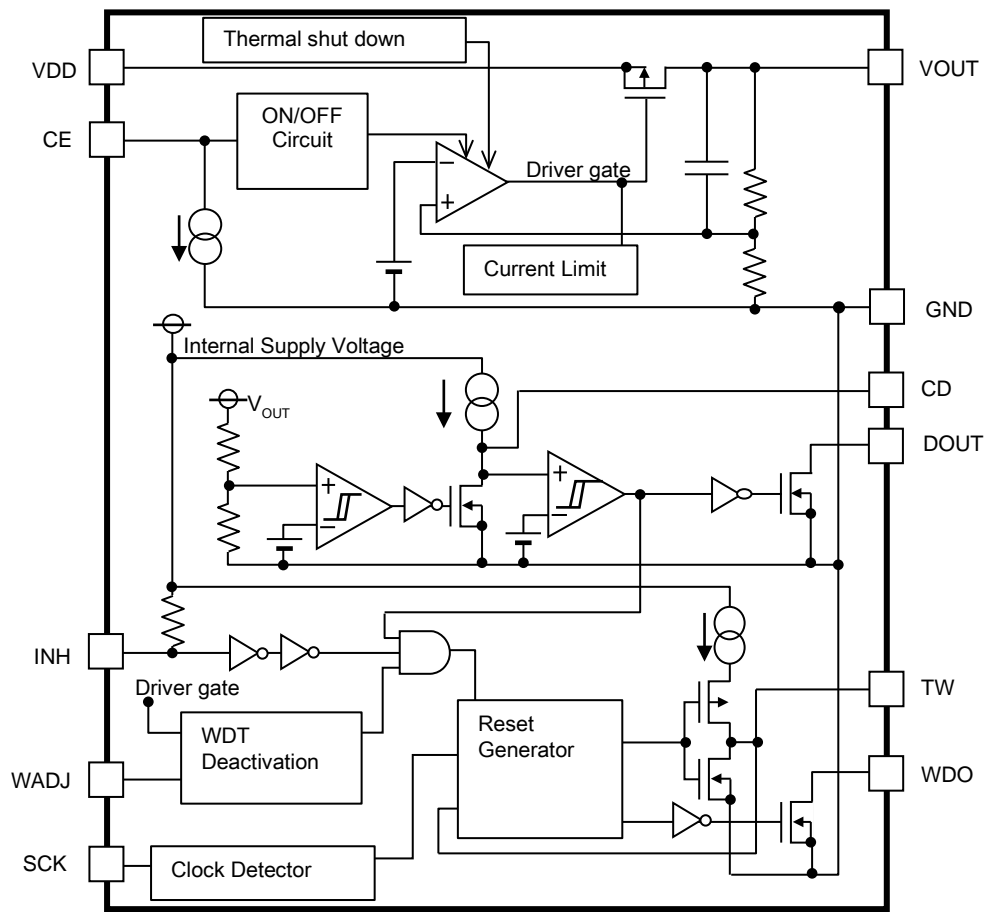 Thermal shut down
VDD
VOUT
CE
ON/OFF
Circuit
−
+
Driver gate
Current Limit
GND
Internal Supply Voltage
VOUT
CD
DOUT
+
−
+
−
INH
Driver gate
WDT
Deactivation
Reset
Generator
TW
WADJ
WDO
SCK
Clock Detector